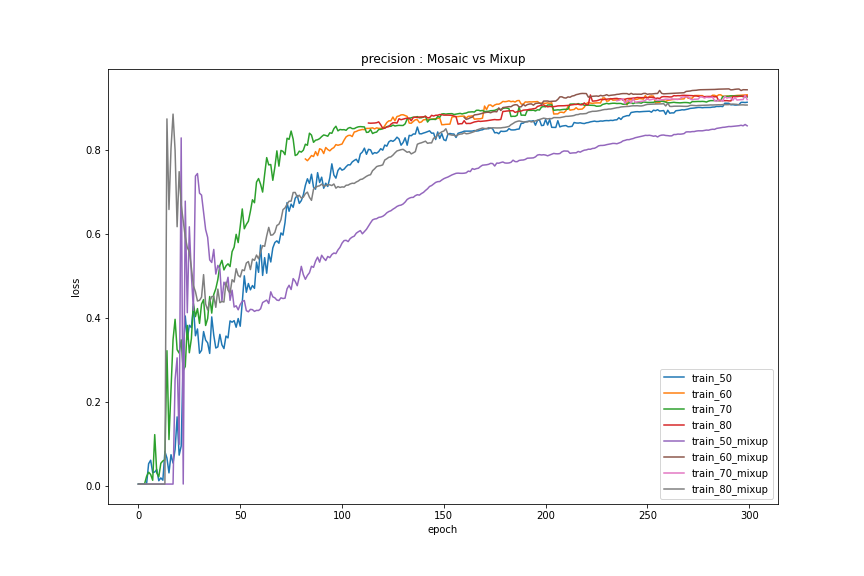 precision : Mosaic vs Mixup
loss
0.8
0.6
0.4
0.2
0.0
0
50
100
150
200
250
300
epoch
train_50
train_60
train_70
train_80
train_50_mixup
train_60_mixup
train_70_mixup
train_80_mixup